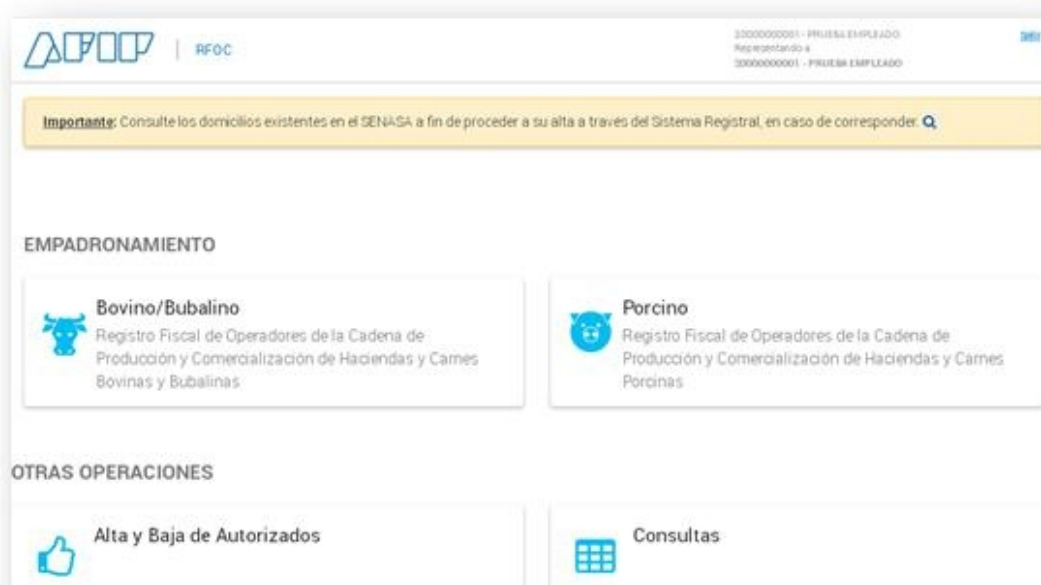 AFIP
RFOC
20000000001 - PRUEBA EMPLEADO
Representando a
20000000001 - PRUEBA EMPLEADO
Importante: Consulte los domicilios existentes en el SENASA a fin de proceder a su alta a traves del Sistema Registral, en caso de corresponder.
EMPADRONAMIENTO
Bovino/Bubalino
Registro Fiscal de Operadores de la Cadena de
Producción y Comercialización de Haciendas y Carnes
Bovinas y Bubalinas
Porcino
Registro Fiscal de Operadores de la Cadena de
Producción y Comercialización de Haciendas y Carnes
Porcinas
OTRAS OPERACIONES
Alta y Baja de Autorizados
Consultas